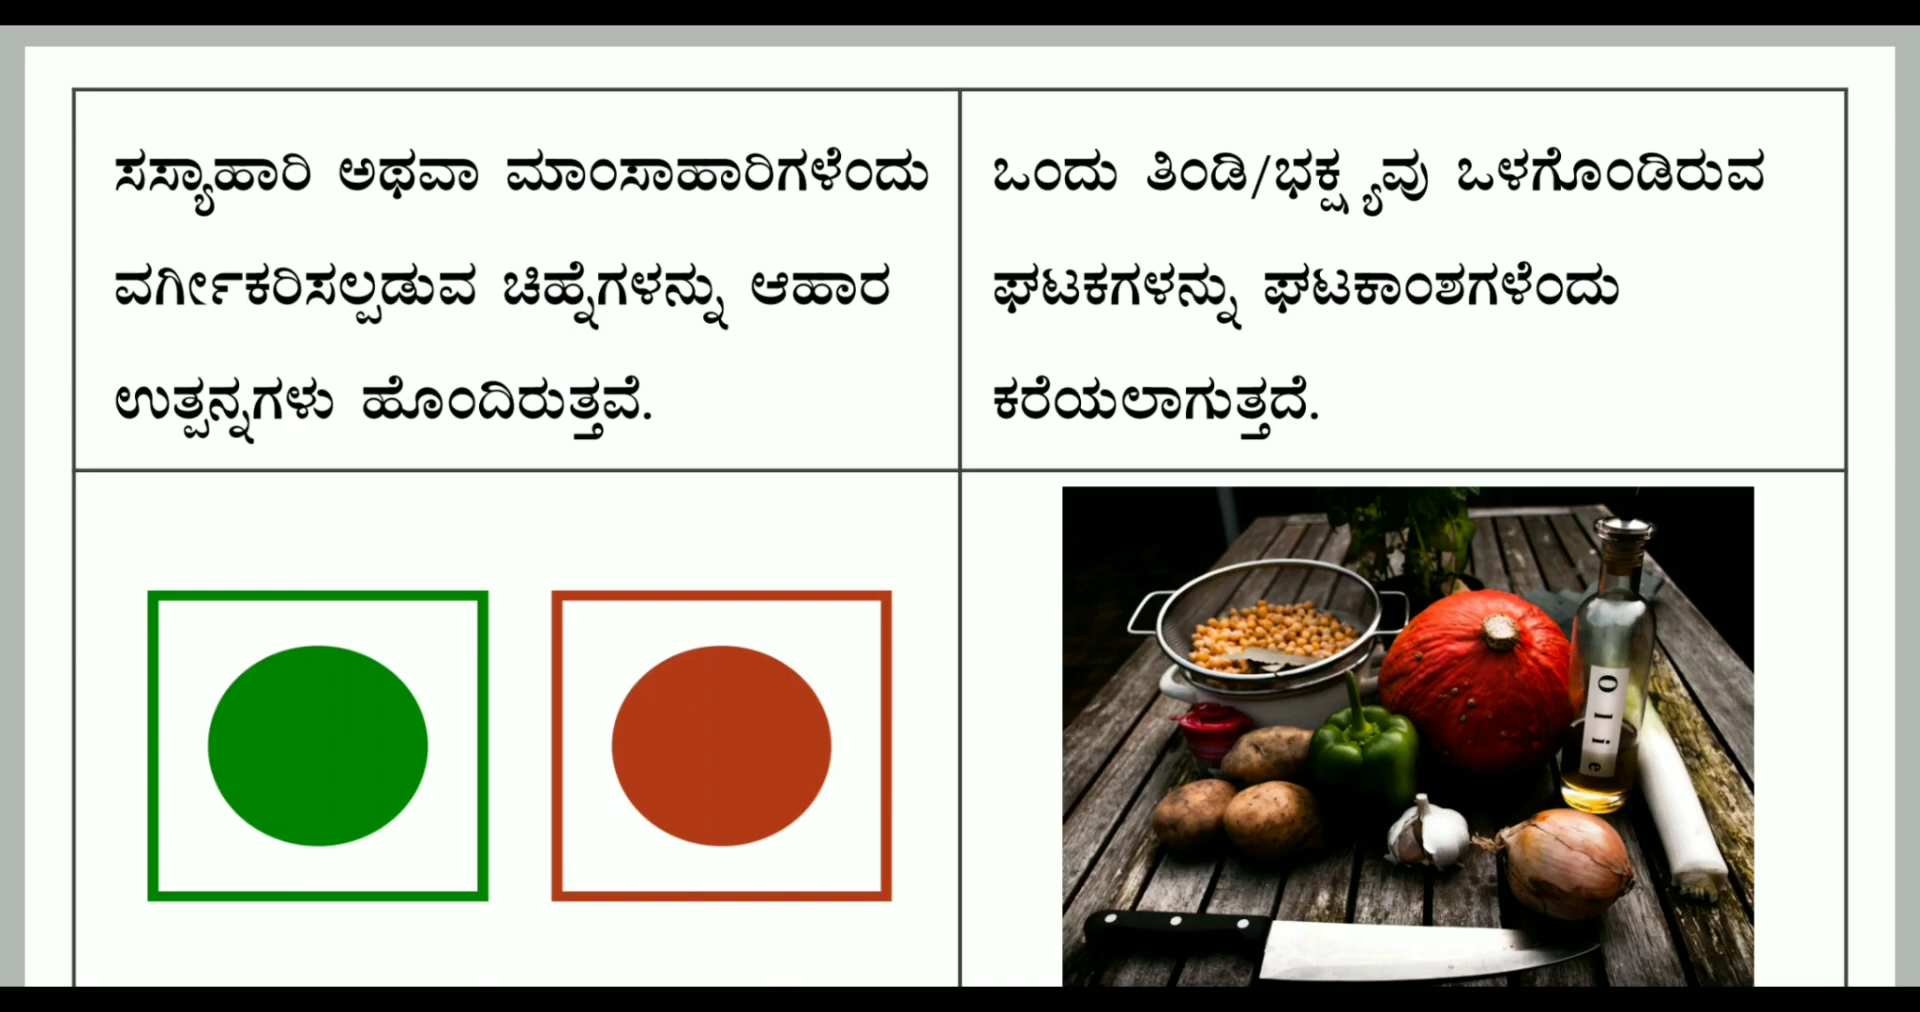 ಸಸ್ಯಾಹಾರಿ ಅಥವಾ ಮಾಂಸಾಹಾರಿಗಳೆಂದು
ವರ್ಗೀಕರಿಸಲ್ಪಡುವ ಚಿಹ್ನೆಗಳನ್ನು ಆಹಾರ
ಉತ್ಪನ್ನಗಳು ಹೊಂದಿರುತ್ತವೆ.
ಒಂದು ತಿಂಡಿ/ಭಕ್ಷ್ಯವು ಒಳಗೊಂಡಿರುವ
ಘಟಕಗಳನ್ನು ಘಟಕಾಂಶಗಳೆಂದು
ಕರೆಯಲಾಗುತ್ತದೆ.
Olie